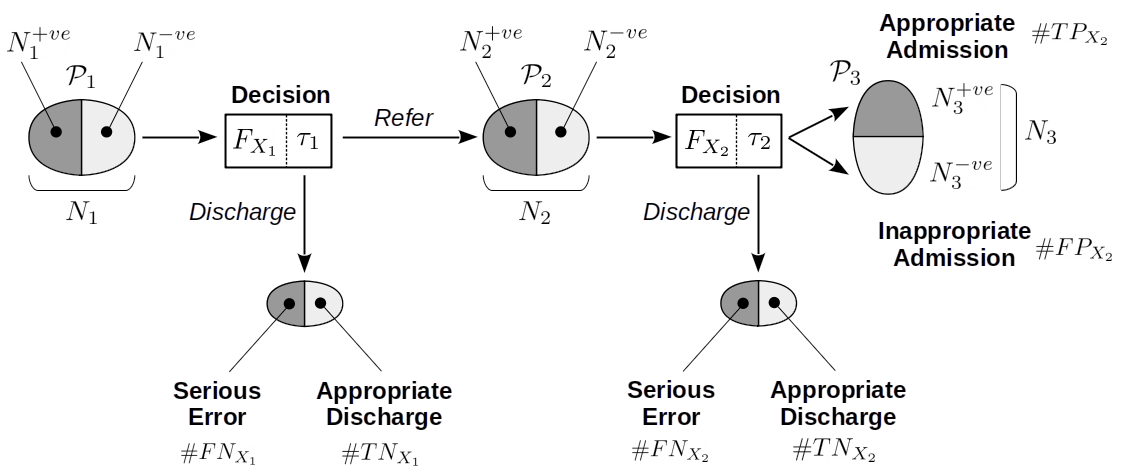 $N_1^{+ve}$ $N_1^{-ve}$
$\mathcal{P}_1$
$N_1$
Decision
$F_{X_1}$ $\tau_1$
Refer
Discharge
Serious
Error
$\#FN_{X_1}$
Appropriate
Discharge
$\#TN_{X_1}$
$N_2^{+ve}$ $N_2^{-ve}$
$\mathcal{P}_2$
$N_2$
Decision
$F_{X_2}$ $\tau_2$
Discharge
Serious
Error
$\#FN_{X_2}$
Appropriate
Discharge
$\#TN_{X_2}$
Appropriate
Admission
$\#TP_{X_2}$
$\mathcal{P}_3$
$N_3^{+ve}$
$N_3^{-ve}$
$N_3$
Inappropriate
Admission
$\#FP_{X_2}$